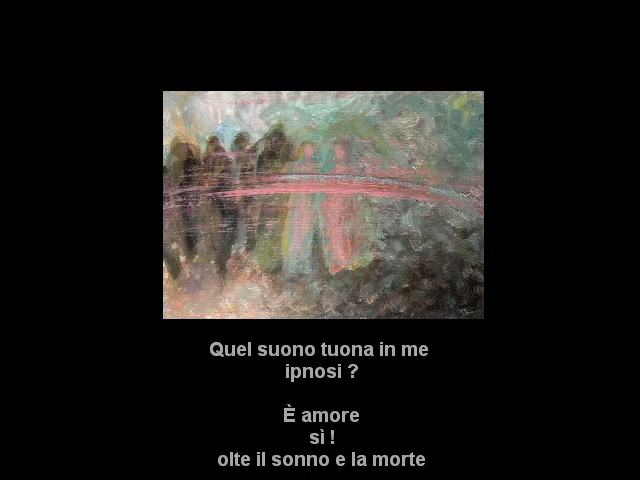 Quel suono tuona in me
ipnosi ?
È amore
sì !
olte il sonno e la morte